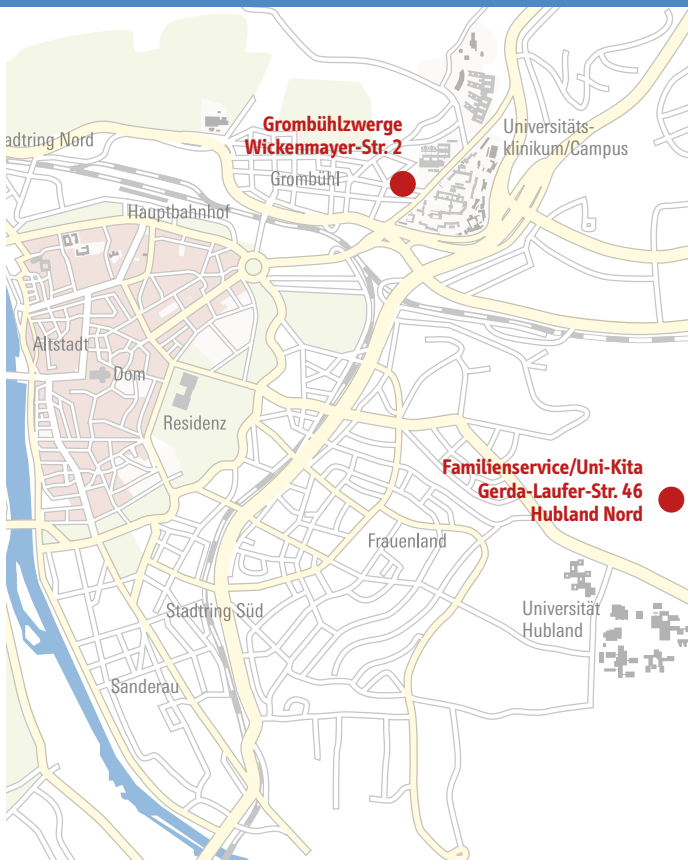 Grombühlzwerge
Wickenmayer-Str. 2
Universitäts-
klinikum/Campus
adtring Nord
Grombühl
Hauptbahnhof
Altstadt
Dom
Residenz
Familienservice/Uni-Kita
Gerda-Laufer-Str. 46
Hubland Nord
Frauenland
Universität
Hubland
Stadtring Süd
Sanderau